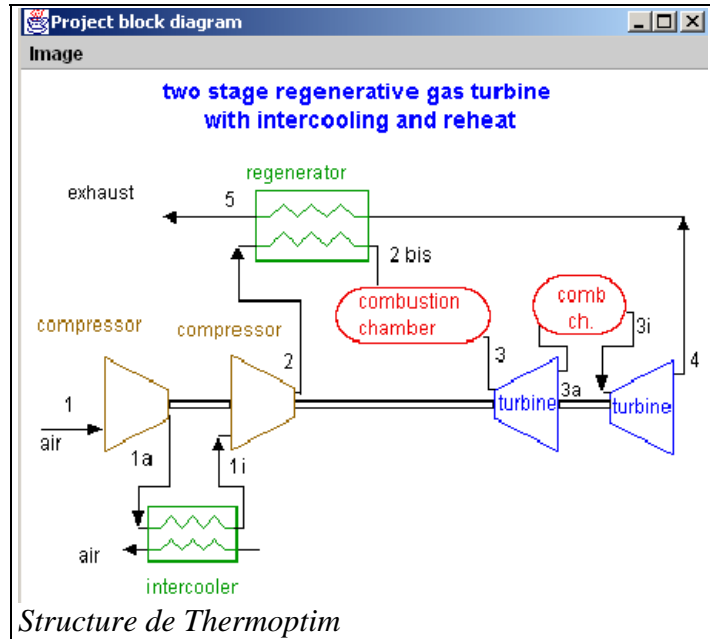 Project block diagram
Image
two stage regenerative gas turbine
with intercooling and reheat
regenerator
exhaust
5
2 bis
combustion
chamber
comb
ch.
3i
compressor
compressor
2
3
4
1
air
turbine
3a
turbine
1a
1i
air
intercooler
Structure de Thermoptim